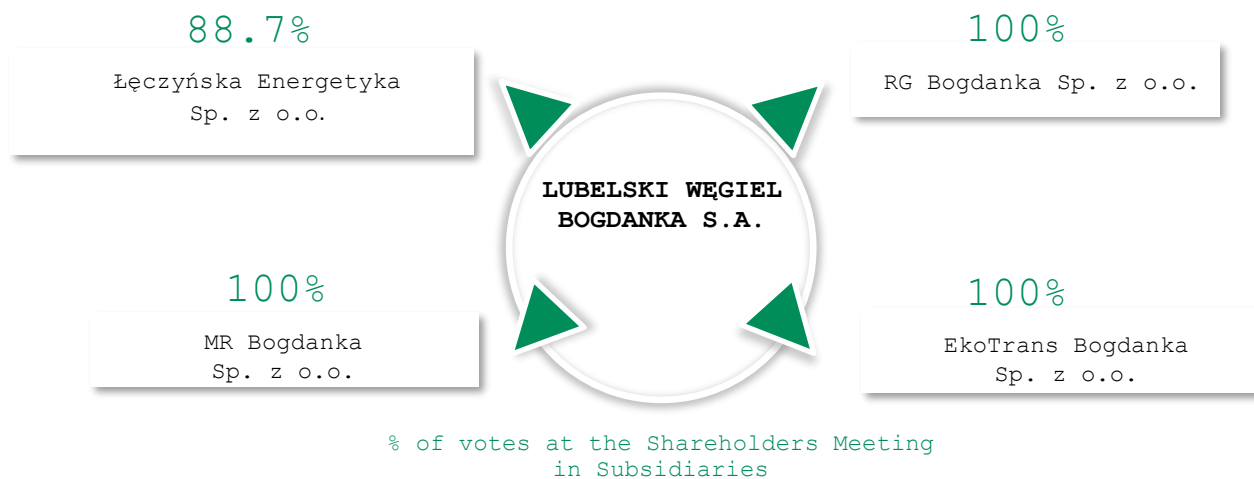 88.7%
Łęczyńska Energetyka
Sp. z o.o.
100%
RG Bogdanka Sp. z o.o.
LUBELSKI WĘGIEL
BOGDANKA S.A.
100%
MR Bogdanka
Sp. z o.o.
100%
EkoTrans Bogdanka
Sp. z o.o.
% of votes at the Shareholders Meeting
in Subsidiaries